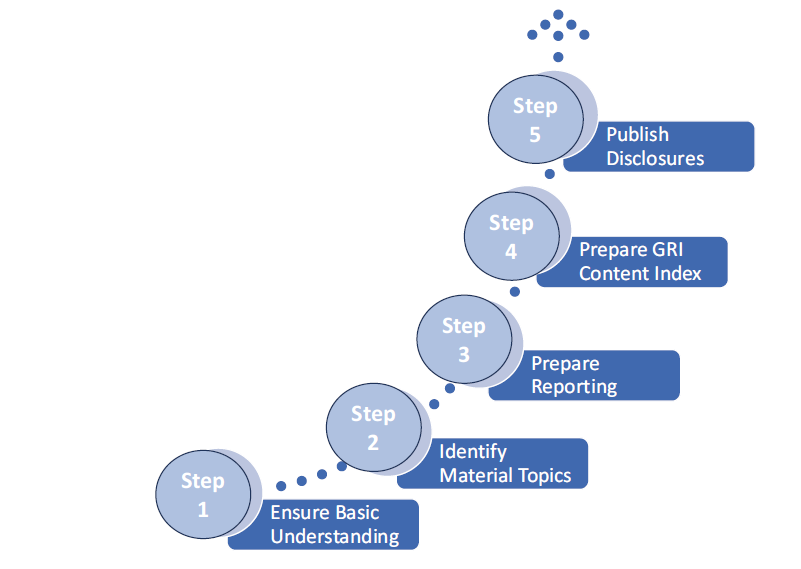 Step
5
Publish
Disclosures
Step
4
Prepare GRI
Content Index
Step
3
Prepare
Reporting
Step
2
Identify
Material Topics
Step
1
Ensure Basic
Understanding